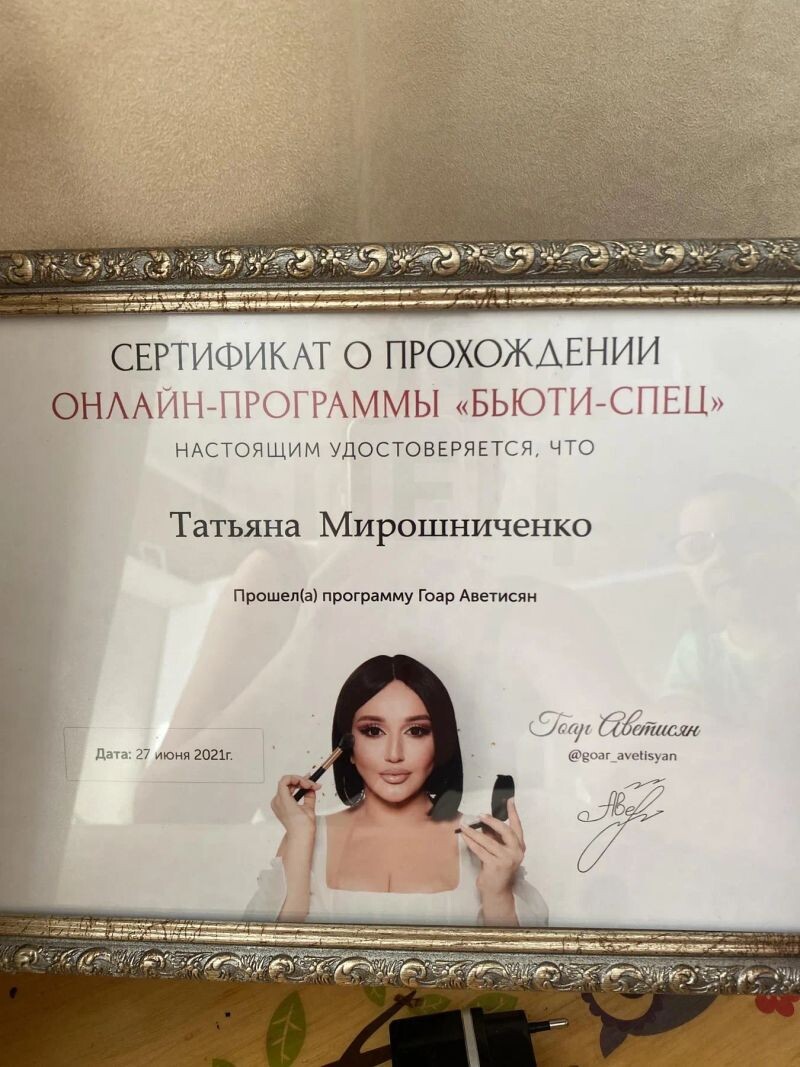 СЕРТИФИКАТ О ПРОХОЖДЕНИИ
ОНЛАЙН-ПРОГРАММЫ «БЬЮТИ-СПЕЦ»
НАСТОЯЩИМ УДОСТОВЕРЯЕТСЯ, ЧТО
Татьяна Мирошниченко
Прошел(а) программу Гоар Аветисян
Гоар Аветисян
Дата: 27 июня 2021г.
@goar_avetisyan
Аве